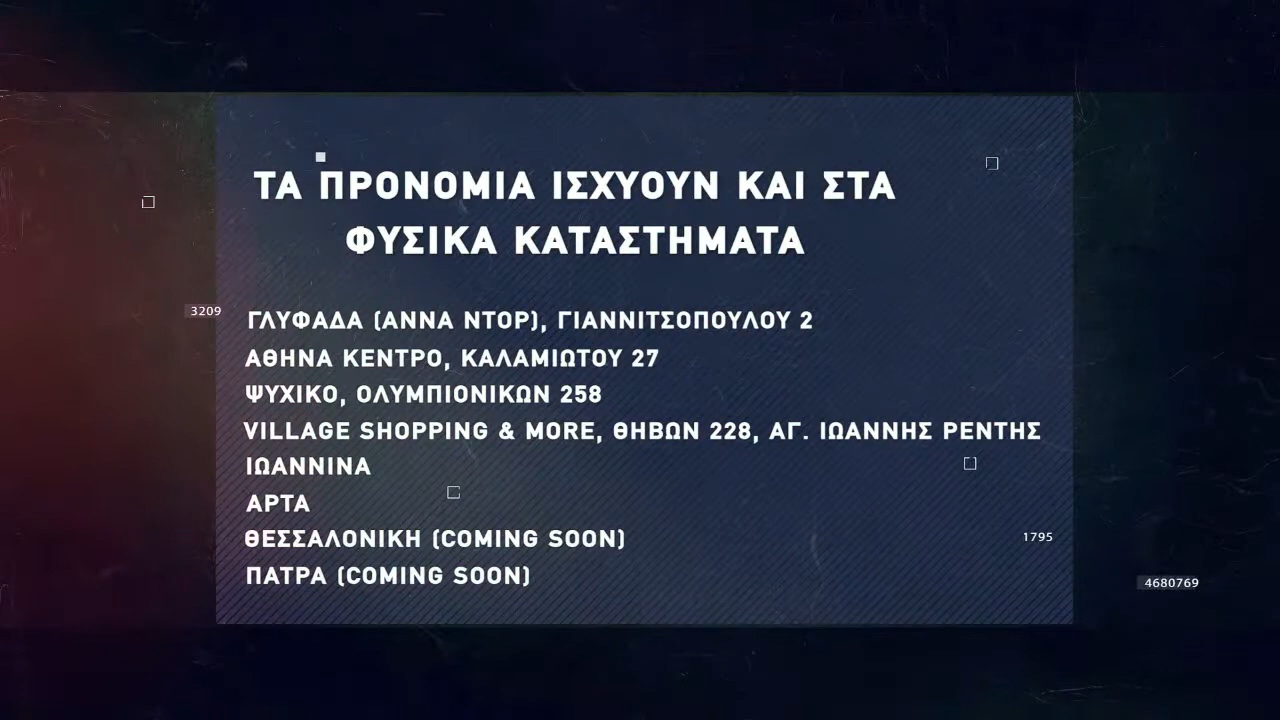 ΤΑ ΠΡΟΝΟΜΙΑ ΙΣΧΥΟΥΝ ΚΑΙ ΣΤΑ
ΦΥΣΙΚΑ ΚΑΤΑΣΤΗΜΑΤΑ
3209
ΓΛΥΦΑΔΑ (ΑΝΝΑ ΝΤΟΡ), ΓΙΑΝΝΙΤΣΟΠΟΥΛΟΥ 2
ΑΘΗΝΑ ΚΕΝΤΡΟ, ΚΑΛΑΜΙΩΤΟΥ 27
ΨΥΧΙΚΟ, ΟΛΥΜΠΙΟΝΙΚΩΝ 258
VILLAGE SHOPPING & MORE, ΘΗΒΩΝ 228, ΑΓ. ΙΩΑΝΝΗΣ ΡΕΝΤΗΣ
ΙΩΑΝΝΙΝΑ
ΑΡΤΑ
ΘΕΣΣΑΛΟΝΙΚΗ (COMING SOON)
1795
ΠΑΤΡΑ (COMING SOON)
4680769